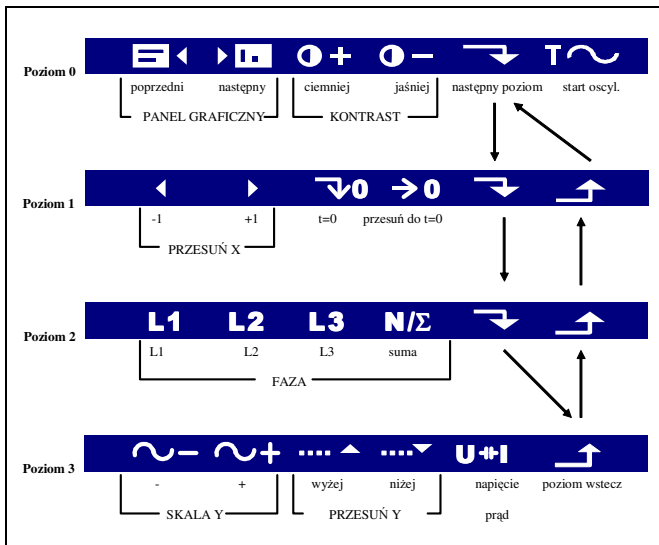 T
Poziom 0
poprzedni następny ciemniej jaśniej następny poziom start oscyl.
PANEL GRAFICZNY KONTRAST
0 0
Poziom 1
-1 +1 t=0 przesuń do t=0
PRZESUŃ X
L1 L2 L3 N/Σ
Poziom 2
L1 L2 L3 suma
FAZA
U I
Poziom 3
- + wyżej niżej napięcie poziom wstecz
SKALA Y PRZESUŃ Y prąd